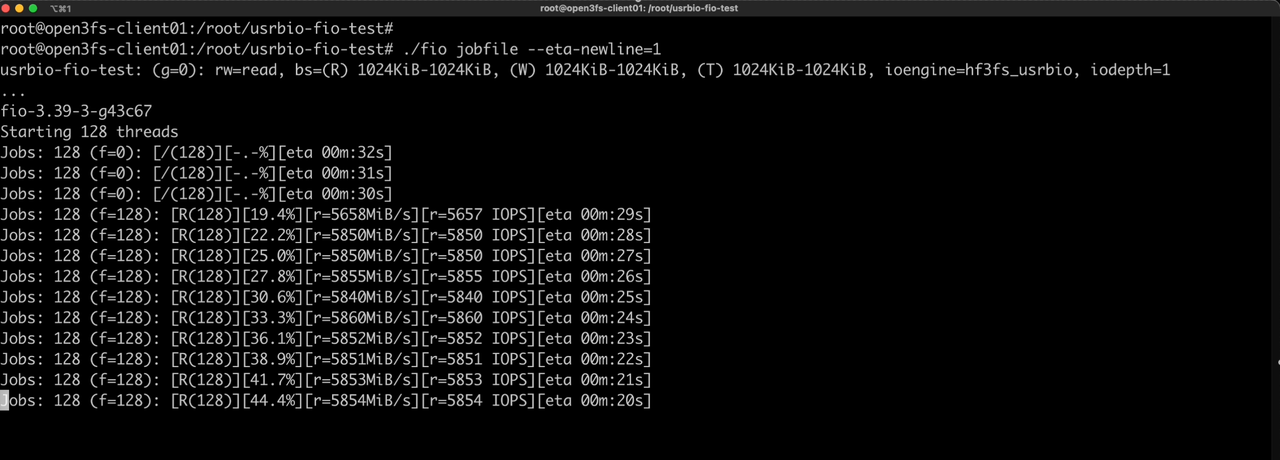 ⌥⌘1
root@open3fs-client01: /root/usrbio-fio-test
root@open3fs-client01:/root/usrbio-fio-test#
root@open3fs-client01:/root/usrbio-fio-test# ./fio jobfile --eta-newline=1
usrbio-fio-test: (g=0): rw=read, bs=(R) 1024KiB-1024KiB, (W) 1024KiB-1024KiB, (T) 1024KiB-1024KiB, ioengine=hf3fs_usrbio, iodepth=1
...
fio-3.39-3-g43c67
Starting 128 threads
Jobs: 128 (f=0): [/(128)][-.-%][eta 00m:32s]
Jobs: 128 (f=0): [/(128)][-.-%][eta 00m:31s]
Jobs: 128 (f=0): [/(128)][-.-%][eta 00m:30s]
Jobs: 128 (f=128): [R(128)][19.4%][r=5658MiB/s][r=5657 IOPS][eta 00m:29s]
Jobs: 128 (f=128): [R(128)][22.2%][r=5850MiB/s][r=5850 IOPS][eta 00m:28s]
Jobs: 128 (f=128): [R(128)][25.0%][r=5850MiB/s][r=5850 IOPS][eta 00m:27s]
Jobs: 128 (f=128): [R(128)][27.8%][r=5855MiB/s][r=5855 IOPS][eta 00m:26s]
Jobs: 128 (f=128): [R(128)][30.6%][r=5840MiB/s][r=5840 IOPS][eta 00m:25s]
Jobs: 128 (f=128): [R(128)][33.3%][r=5860MiB/s][r=5860 IOPS][eta 00m:24s]
Jobs: 128 (f=128): [R(128)][36.1%][r=5852MiB/s][r=5852 IOPS][eta 00m:23s]
Jobs: 128 (f=128): [R(128)][38.9%][r=5851MiB/s][r=5851 IOPS][eta 00m:22s]
Jobs: 128 (f=128): [R(128)][41.7%][r=5853MiB/s][r=5853 IOPS][eta 00m:21s]
Jobs: 128 (f=128): [R(128)][44.4%][r=5854MiB/s][r=5854 IOPS][eta 00m:20s]